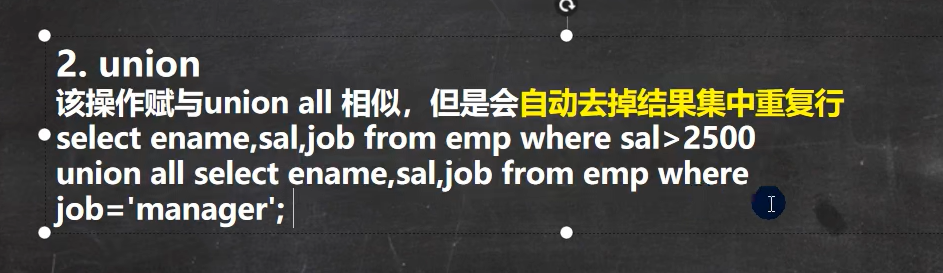 2. union
该操作赋与union all 相似，但是会自动去掉结果集中重复行
select ename,sal,job from emp where sal>2500
union all select ename,sal,job from emp where
job='manager';